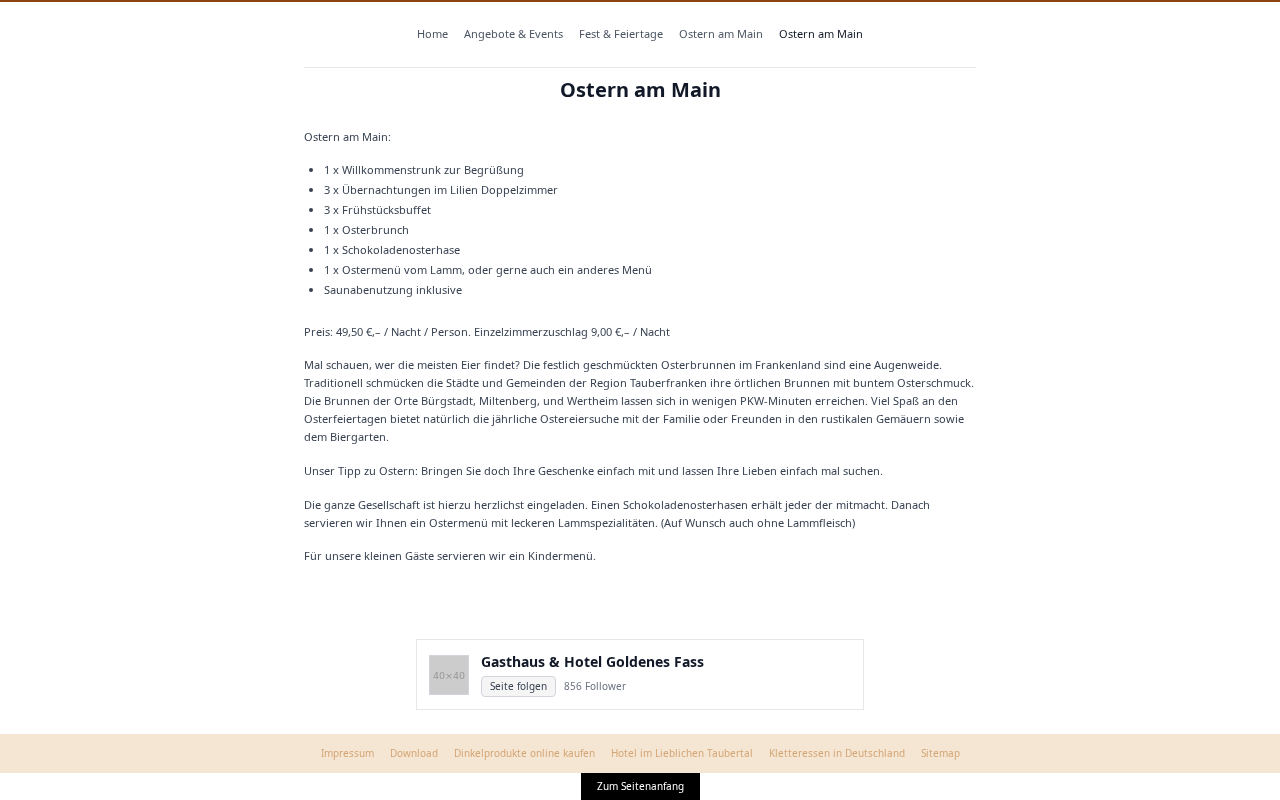 Home Angebote & Events Fest & Feiertage Ostern am Main Ostern am Main
Ostern am Main
Ostern am Main:
• 1 x Willkommenstrunk zur Begrüßung
• 3 x Übernachtungen im Lilien Doppelzimmer
• 3 x Frühstücksbuffet
• 1 x Osterbrunch
• 1 x Schokoladenosterhase
• 1 x Ostermenü vom Lamm, oder gerne auch ein anderes Menü
• Saunabenutzung inklusive
Preis: 49,50 €,– / Nacht / Person. Einzelzimmerzuschlag 9,00 €,– / Nacht
Mal schauen, wer die meisten Eier findet? Die festlich geschmückten Osterbrunnen im Frankenland sind eine Augenweide.
Traditionell schmücken die Städte und Gemeinden der Region Tauberfranken ihre örtlichen Brunnen mit buntem Osterschmuck.
Die Brunnen der Orte Bürgstadt, Miltenberg, und Wertheim lassen sich in wenigen PKW-Minuten erreichen. Viel Spaß an den
Osterfeiertagen bietet natürlich die jährliche Ostereiersuche mit der Familie oder Freunden in den rustikalen Gemäuern sowie
dem Biergarten.
Unser Tipp zu Ostern: Bringen Sie doch Ihre Geschenke einfach mit und lassen Ihre Lieben einfach mal suchen.
Die ganze Gesellschaft ist hierzu herzlichst eingeladen. Einen Schokoladenosterhasen erhält jeder der mitmacht. Danach
servieren wir Ihnen ein Ostermenü mit leckeren Lammspezialitäten. (Auf Wunsch auch ohne Lammfleisch)
Für unsere kleinen Gäste servieren wir ein Kindermenü.
40×40
Gasthaus & Hotel Goldenes Fass
Seite folgen 856 Follower
Impressum Download Dinkelprodukte online kaufen Hotel im Lieblichen Taubertal Kletteressen in Deutschland Sitemap
Zum Seitenanfang